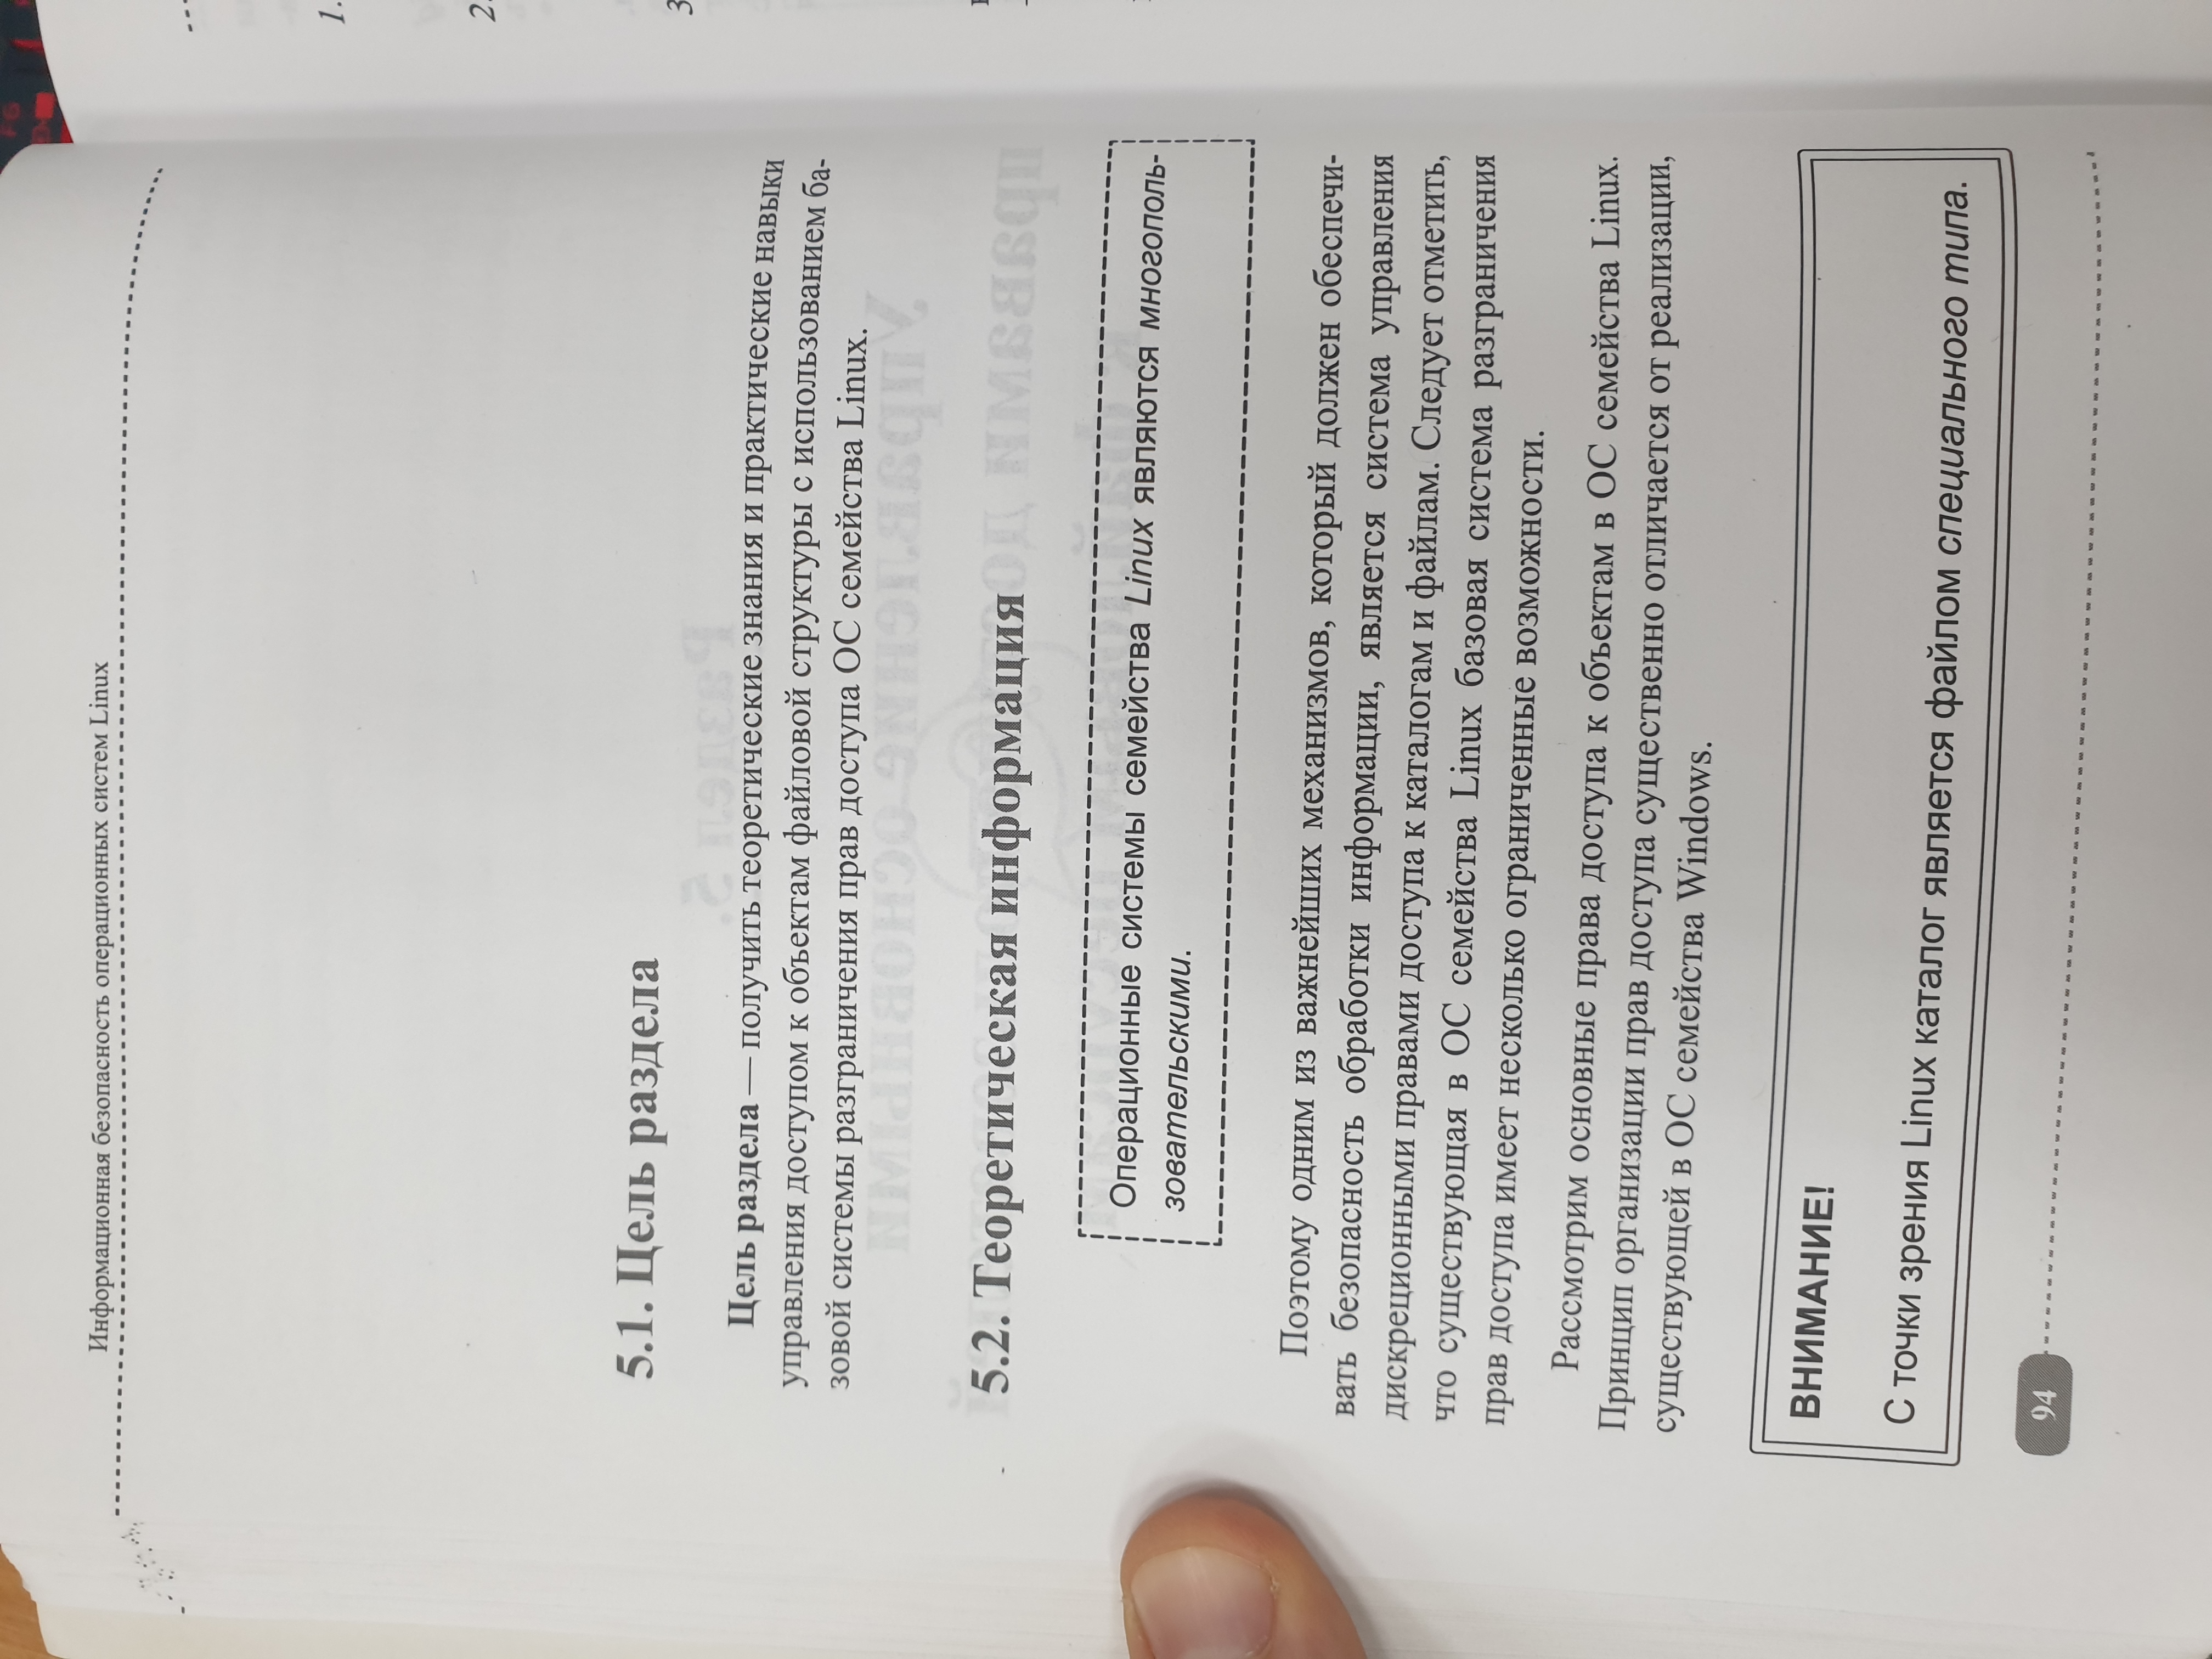 Информационная безопасность операционных систем Linux
5.1. Цель раздела
Цель раздела — получить теоретические знания и практические навыки
управления доступом к объектам файловой структуры с использованием ба-
зовой системы разграничения прав доступа ОС семейства Linux.
5.2. Теоретическая информация
Операционные системы семейства Linux являются многополь-
зовательскими.
Поэтому одним из важнейших механизмов, который должен обеспечи-
вать безопасность обработки информации, является система управления
дискреционными правами доступа к каталогам и файлам. Следует отметить,
что существующая в ОС семейства Linux базовая система разграничения
прав доступа имеет несколько ограниченные возможности.
Рассмотрим основные права доступа к объектам в ОС семейства Linux.
Принцип организации прав доступа существенно отличается от реализации,
существующей в ОС семейства Windows.
ВНИМАНИЕ!
С точки зрения Linux каталог является файлом специального типа.
94
1.
2.
3